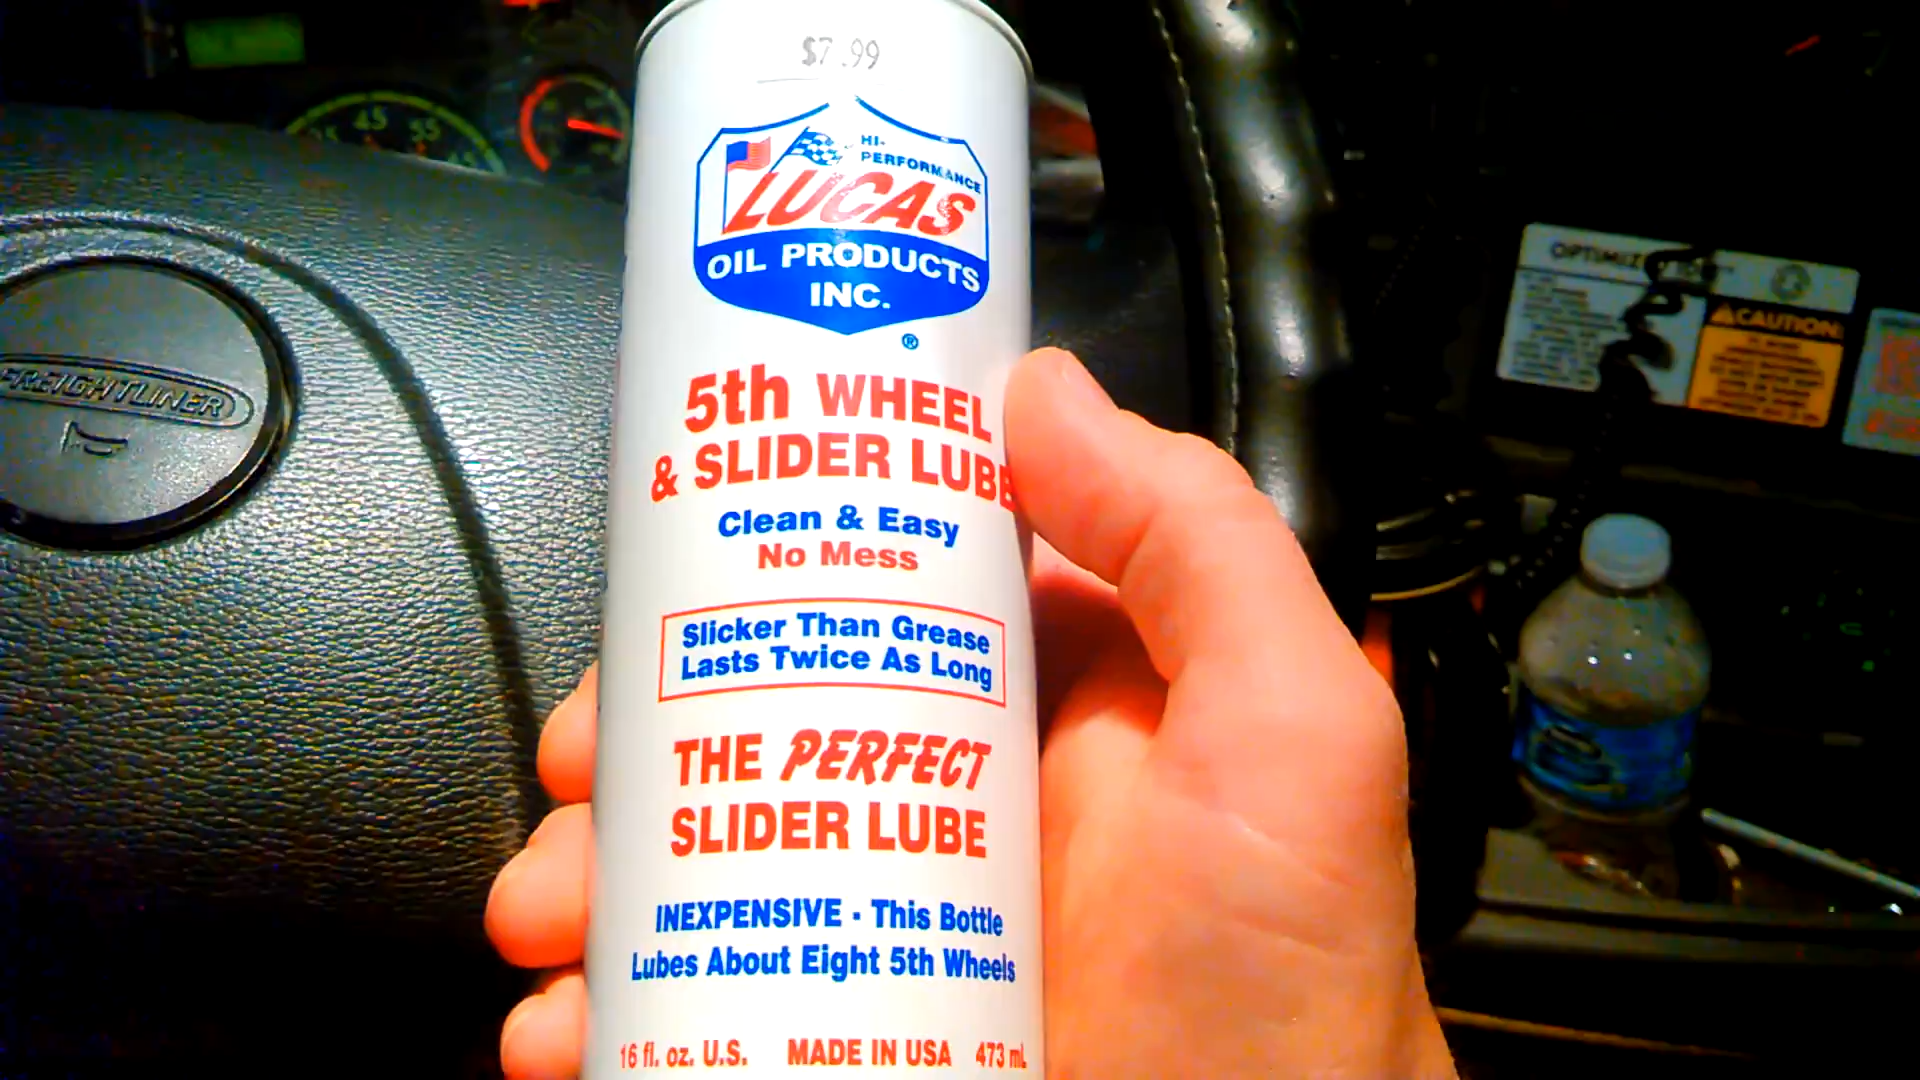 $7.99
HI-
PERFORMANCE
LUCAS
OIL PRODUCTS
INC.
®
5th WHEEL
& SLIDER LUBE
Clean & Easy
No Mess
Slicker Than Grease
Lasts Twice As Long
THE PERFECT
SLIDER LUBE
INEXPENSIVE - This Bottle
Lubes About Eight 5th Wheels
16 fl. oz. U.S. MADE IN USA 473 mL
45
55
FREIGHTLINER
CAUTION